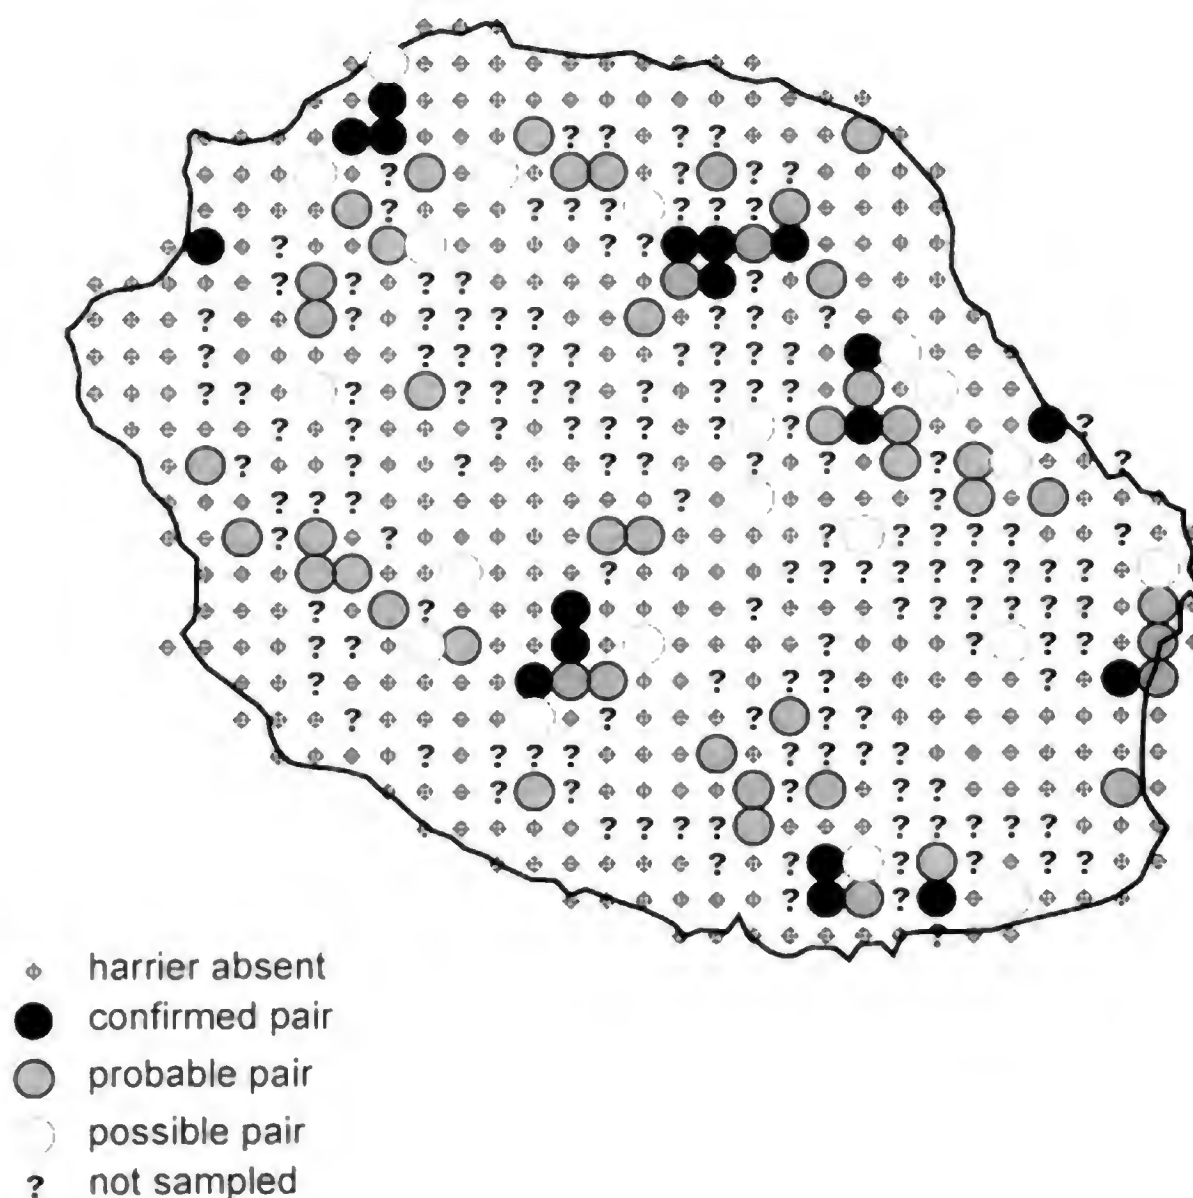 harrier absent
confirmed pair
probable pair
possible pair
? not sampled